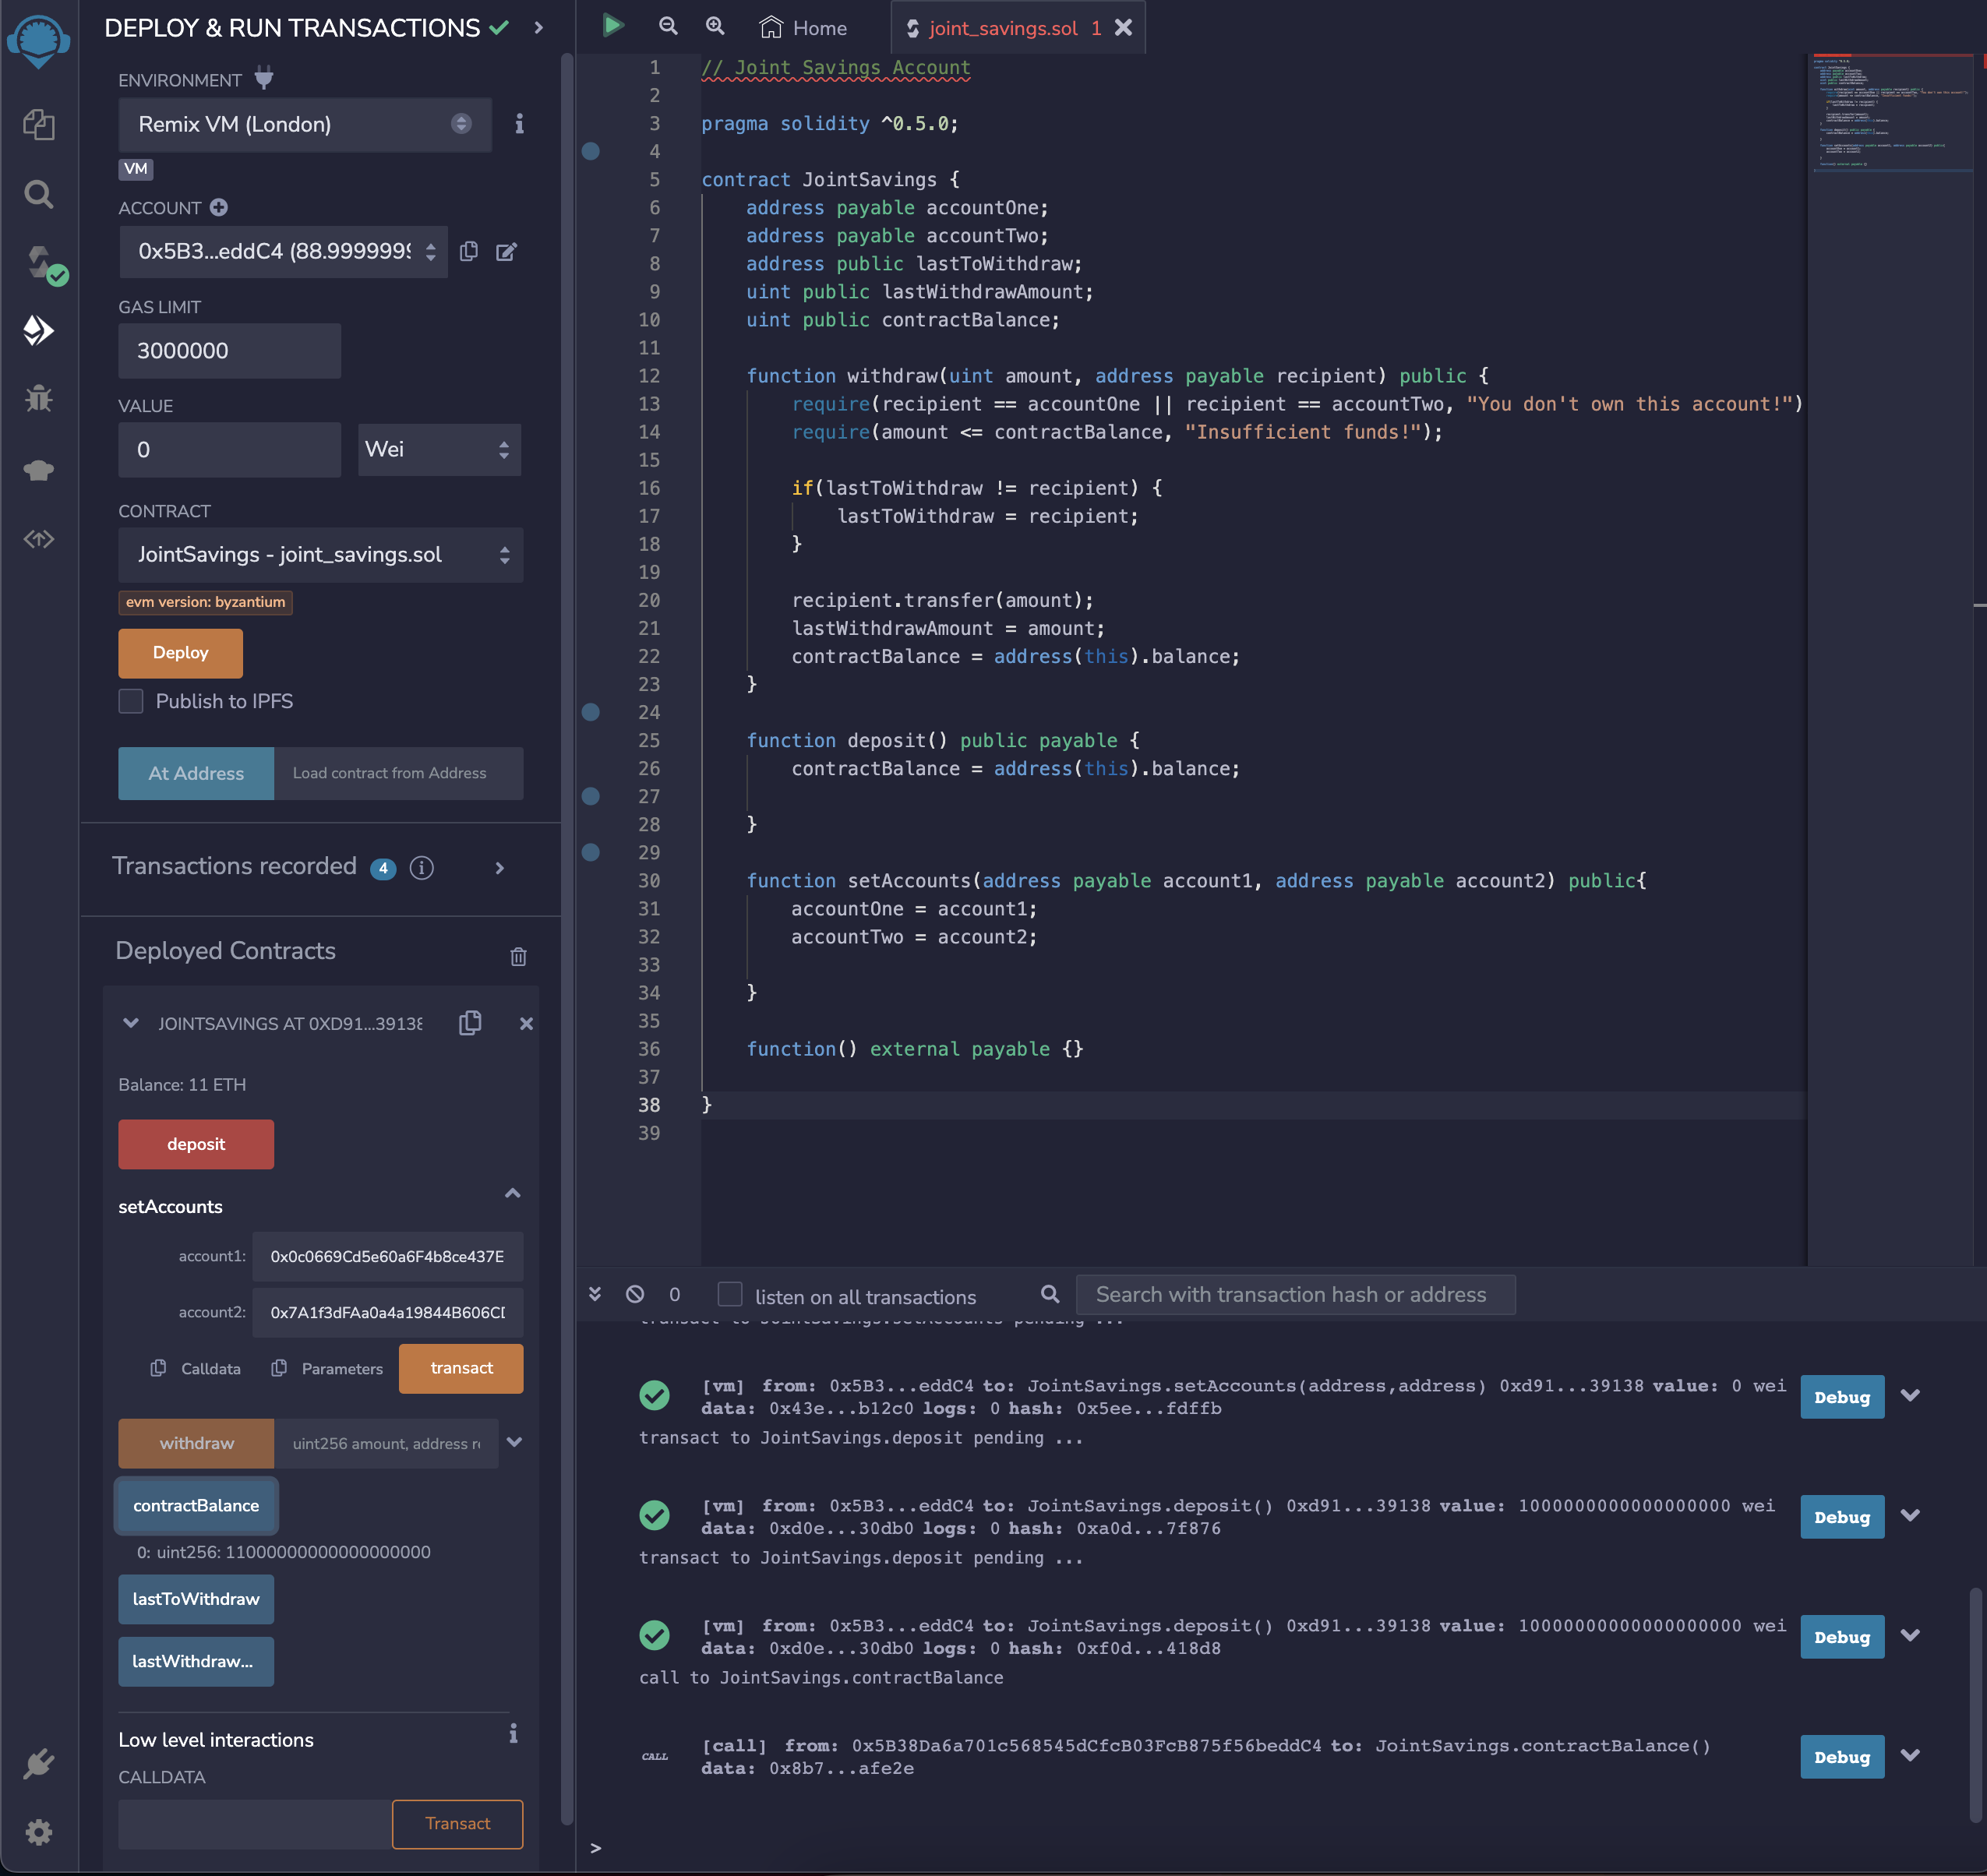 DEPLOY & RUN TRANSACTIONS
ENVIRONMENT
Remix VM (London)
VM
ACCOUNT
0x5B3...eddC4 (88.9999999
GAS LIMIT
3000000
VALUE
0
Wei
CONTRACT
JointSavings - joint_savings.sol
evm version: byzantium
Deploy
Publish to IPFS
At Address
Load contract from Address
Transactions recorded 4
Deployed Contracts
JOINTSAVINGS AT 0XD91...39138
Balance: 11 ETH
deposit
setAccounts
account1: 0x0c0669Cd5e60a6F4b8ce437E
account2: 0x7A1f3dFAa0a4a19844B606CD
Calldata Parameters transact
withdraw
uint256 amount, address re
contractBalance
0: uint256: 11000000000000000000
lastToWithdraw
lastWithdraw...
Low level interactions
CALLDATA
Transact
Home
joint_savings.sol 1
1 // Joint Savings Account
2
3 pragma solidity ^0.5.0;
4
5 contract JointSavings {
6 address payable accountOne;
7 address payable accountTwo;
8 address public lastToWithdraw;
9 uint public lastWithdrawAmount;
10 uint public contractBalance;
11
12 function withdraw(uint amount, address payable recipient) public {
13 require(recipient == accountOne || recipient == accountTwo, "You don't own this account!")
14 require(amount <= contractBalance, "Insufficient funds!");
15
16 if(lastToWithdraw != recipient) {
17 lastToWithdraw = recipient;
18 }
19
20 recipient.transfer(amount);
21 lastWithdrawAmount = amount;
22 contractBalance = address(this).balance;
23 }
24
25 function deposit() public payable {
26 contractBalance = address(this).balance;
27
28 }
29
30 function setAccounts(address payable account1, address payable account2) public{
31 accountOne = account1;
32 accountTwo = account2;
33
34 }
35
36 function() external payable {}
37
38 }
39
0
listen on all transactions
Search with transaction hash or address
transact to JointSavings.setAccounts pending ...
[vm] from: 0x5B3...eddC4 to: JointSavings.setAccounts(address,address) 0xd91...39138 value: 0 wei
data: 0x43e...b12c0 logs: 0 hash: 0x5ee...fdffb
Debug
transact to JointSavings.deposit pending ...
[vm] from: 0x5B3...eddC4 to: JointSavings.deposit() 0xd91...39138 value: 1000000000000000000 wei
data: 0xd0e...30db0 logs: 0 hash: 0xa0d...7f876
Debug
transact to JointSavings.deposit pending ...
[vm] from: 0x5B3...eddC4 to: JointSavings.deposit() 0xd91...39138 value: 10000000000000000000 wei
data: 0xd0e...30db0 logs: 0 hash: 0xf0d...418d8
Debug
call to JointSavings.contractBalance
CALL
[call] from: 0x5B38Da6a701c568545dCfcB03FcB875f56beddC4 to: JointSavings.contractBalance()
data: 0x8b7...afe2e
Debug
>